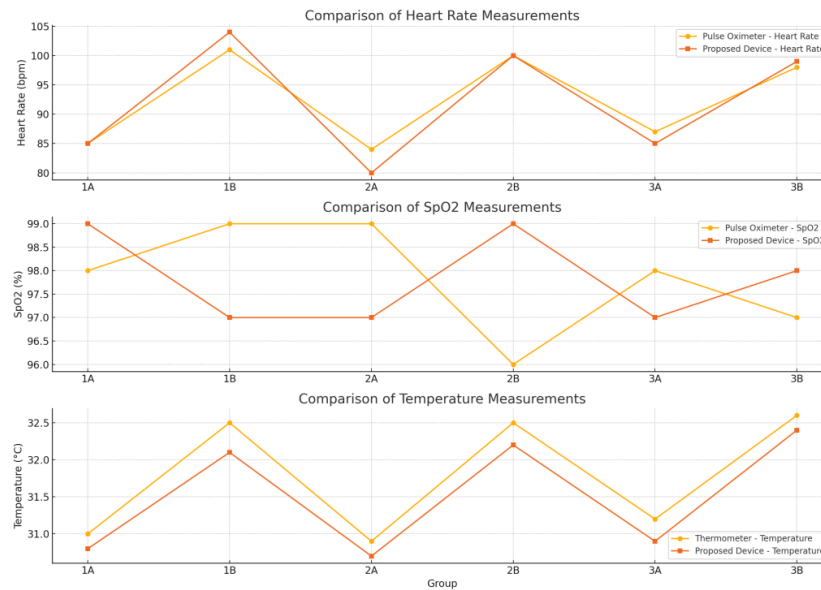 Comparison of Heart Rate Measurements
Heart Rate (bpm)
105
100
95
90
85
80
Pulse Oximeter - Heart Rate
Proposed Device - Heart Rate
1A 1B 2A 2B 3A 3B
Comparison of SpO2 Measurements
SpO2 (%)
99.0
98.5
98.0
97.5
97.0
96.5
96.0
Pulse Oximeter - SpO2
Proposed Device - SpO2
1A 1B 2A 2B 3A 3B
Comparison of Temperature Measurements
Temperature (°C)
32.5
32.0
31.5
31.0
Thermometer - Temperature
Proposed Device - Temperature
1A 1B 2A 2B 3A 3B
Group